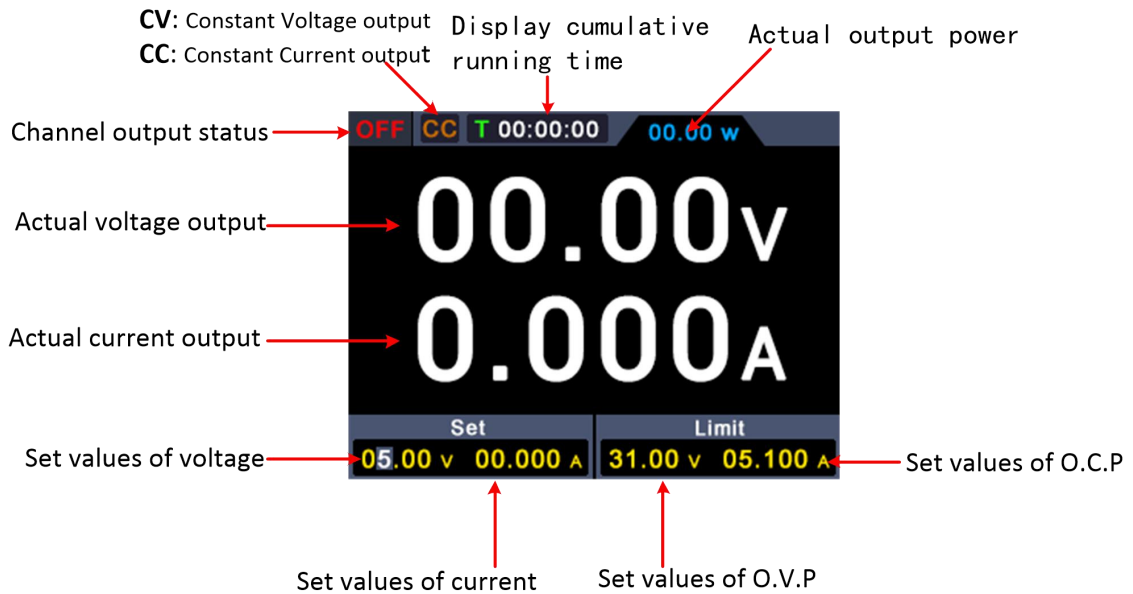 CV: Constant Voltage output
CC: Constant Current output
Display cumulative
running time
Actual output power
Channel output status
OFF CC T 00:00:00 00.00 W
Actual voltage output
00.00V
Actual current output
0.000A
Set Limit
Set values of voltage
05.00 V 00.000 A 31.00 V 05.100 A
Set values of O.C.P
Set values of current
Set values of O.V.P